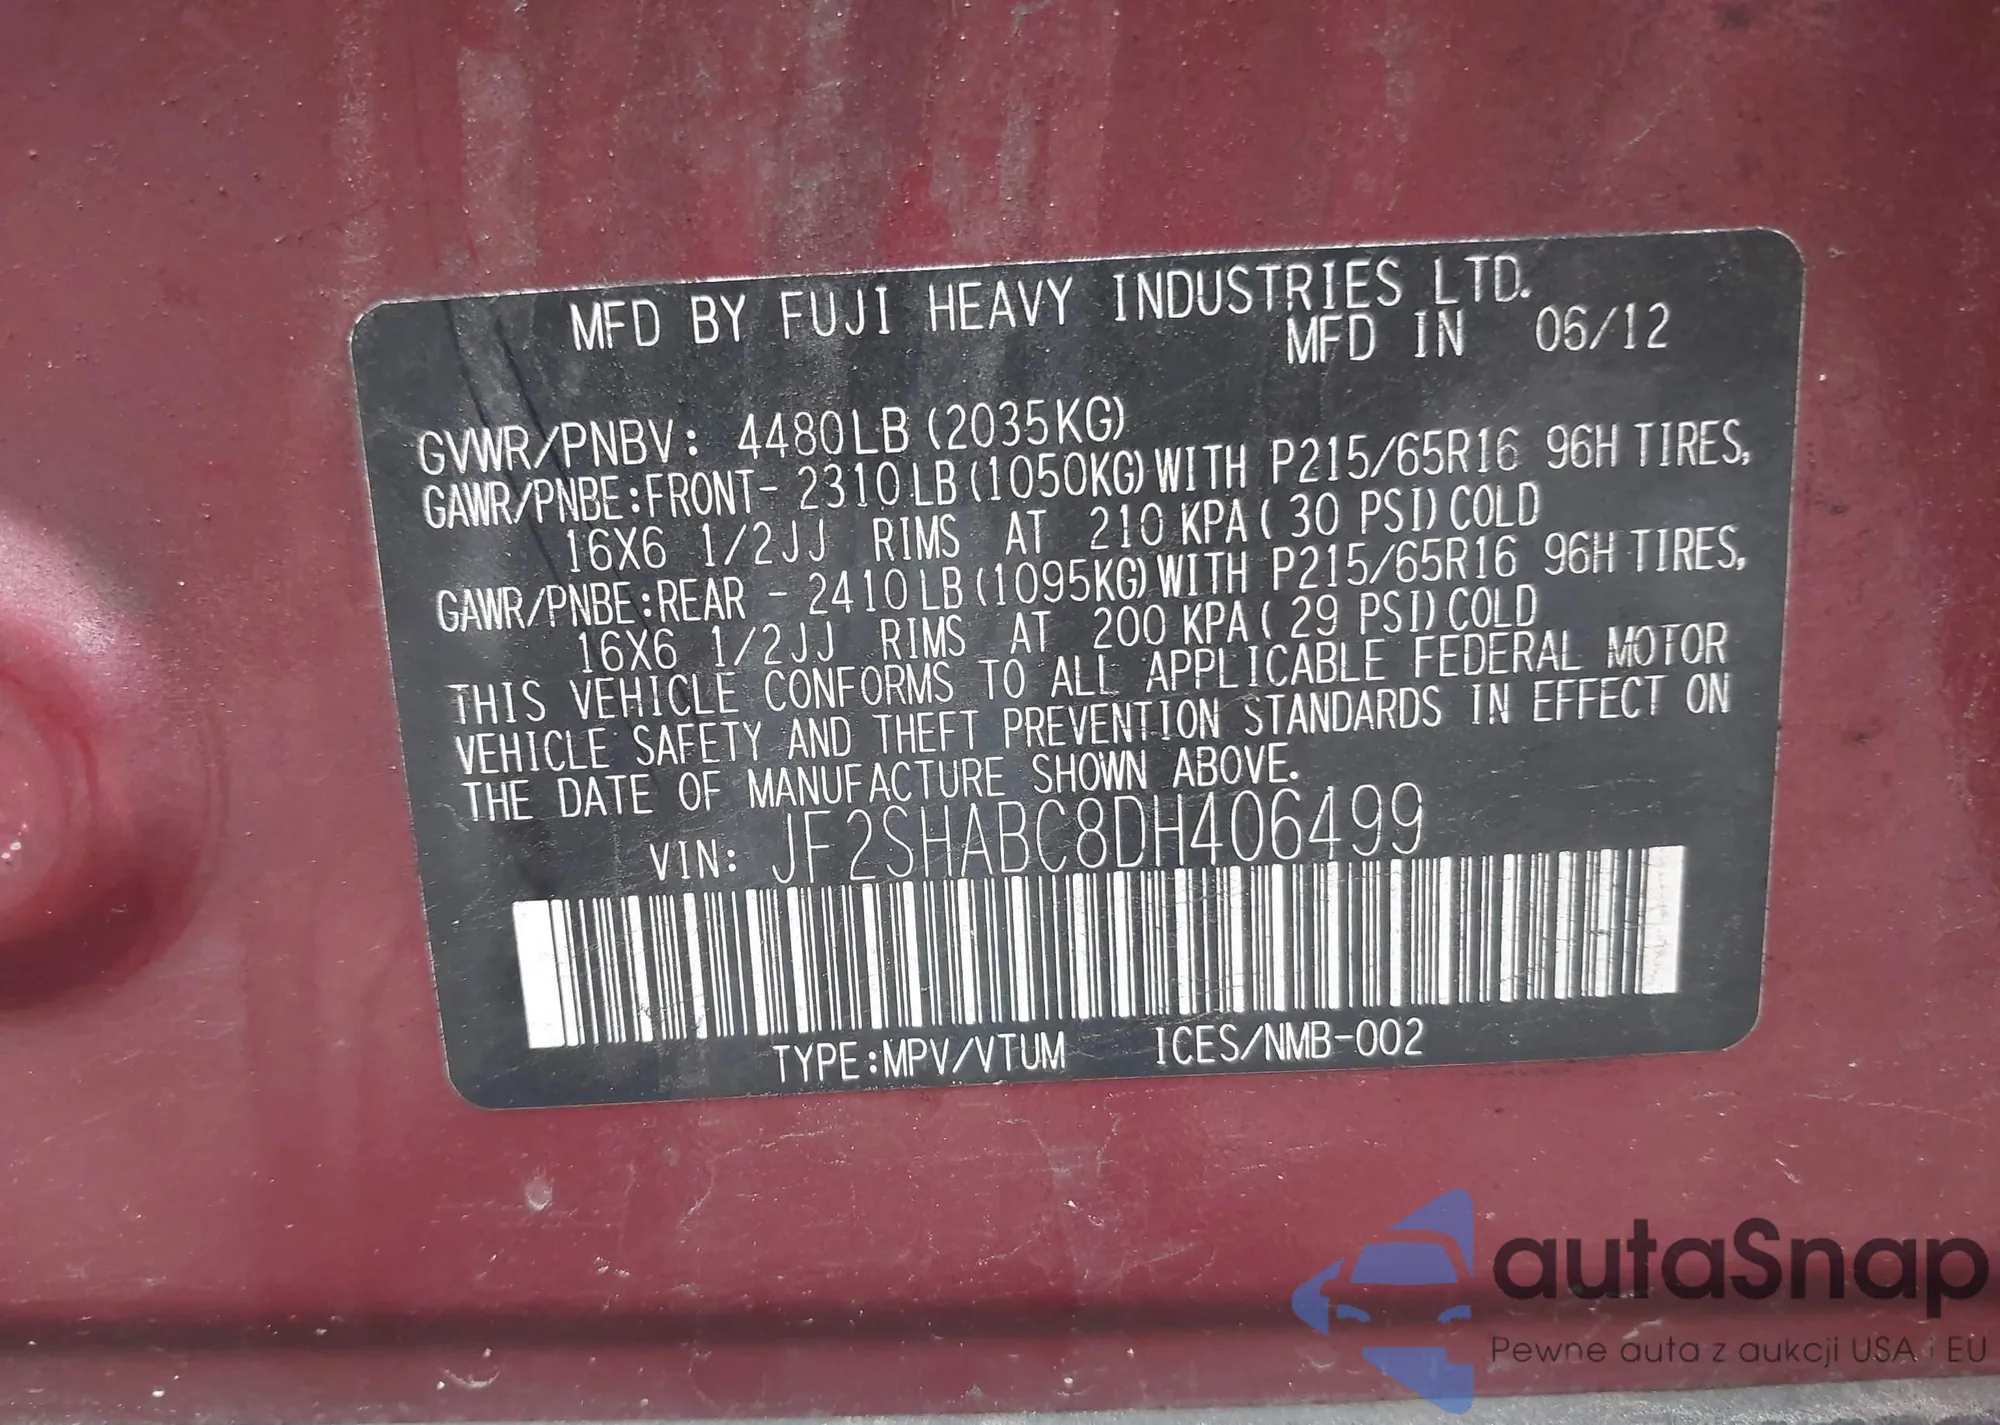 MFD BY FUJI HEAVY INDUSTRIES LTD.
MFD IN 06/12
GVWR/PNBV: 4480LB (2035KG)
GAWR/PNBE:FRONT- 2310LB (1050KG) WITH P215/65R16 96H TIRES,
16X6 1/2JJ RIMS AT 210 KPA ( 30 PSI) COLD
GAWR/PNBE:REAR - 2410LB (1095KG) WITH P215/65R16 96H TIRES,
16X6 1/2JJ RIMS AT 200 KPA ( 29 PSI) COLD
THIS VEHICLE CONFORMS TO ALL APPLICABLE FEDERAL MOTOR
VEHICLE SAFETY AND THEFT PREVENTION STANDARDS IN EFFECT ON
THE DATE OF MANUFACTURE SHOWN ABOVE.
VIN: JF2SHABC8DH406499
TYPE:MPV/VTUM ICES/NMB-002
autaSnap
Pewne auta z aukcji USA i EU